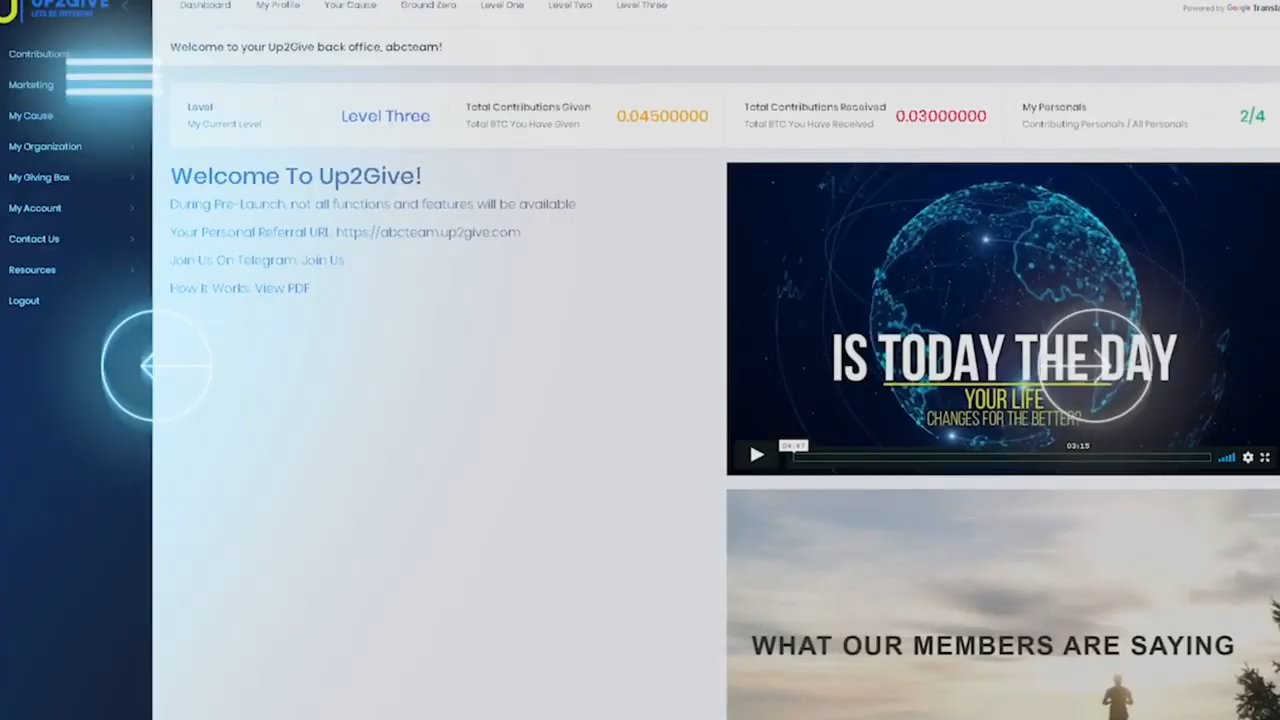 UP2GIVE
LETS BE DIFFERENT
Dashboard My Profile Your Cause Ground Zero Level One Level Two Level Three
Powered by Google Transla
Welcome to your Up2Give back office, abcteam!
Contributions
Marketing
My Cause
My Organization
My Giving Box
My Account
Contact Us
Resources
Logout
Level
My Current Level
Level Three
Total Contributions Given
Total BTC You Have Given
0.04500000
Total Contributions Received
Total BTC You Have Received
0.03000000
My Personals
Contributing Personals / All Personals
2/4
Welcome To Up2Give!
During Pre-Launch, not all functions and features will be available
Your Personal Referral URL: https://abcteam.up2give.com
Join Us On Telegram: Join Us
How It Works: View PDF
IS TODAY THE DAY
YOUR LIFE
CHANGES FOR THE BETTER?
03:15
WHAT OUR MEMBERS ARE SAYING